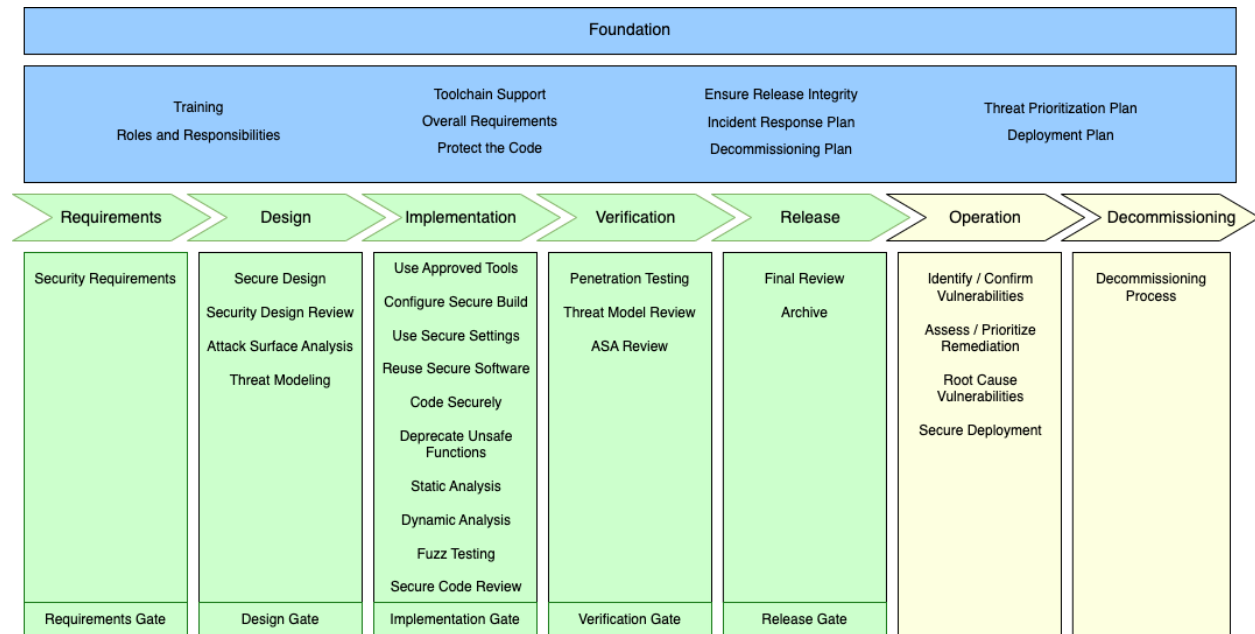 Foundation
Training
Roles and Responsibilities
Toolchain Support
Overall Requirements
Protect the Code
Ensure Release Integrity
Incident Response Plan
Decommissioning Plan
Threat Prioritization Plan
Deployment Plan
Requirements
Design
Implementation
Verification
Release
Operation
Decommissioning
Security Requirements
Requirements Gate
Secure Design
Security Design Review
Attack Surface Analysis
Threat Modeling
Design Gate
Use Approved Tools
Configure Secure Build
Use Secure Settings
Reuse Secure Software
Code Securely
Deprecate Unsafe
Functions
Static Analysis
Dynamic Analysis
Fuzz Testing
Secure Code Review
Implementation Gate
Penetration Testing
Threat Model Review
ASA Review
Verification Gate
Final Review
Archive
Release Gate
Identify / Confirm
Vulnerabilities
Assess / Prioritize
Remediation
Root Cause
Vulnerabilities
Secure Deployment
Decommissioning
Process